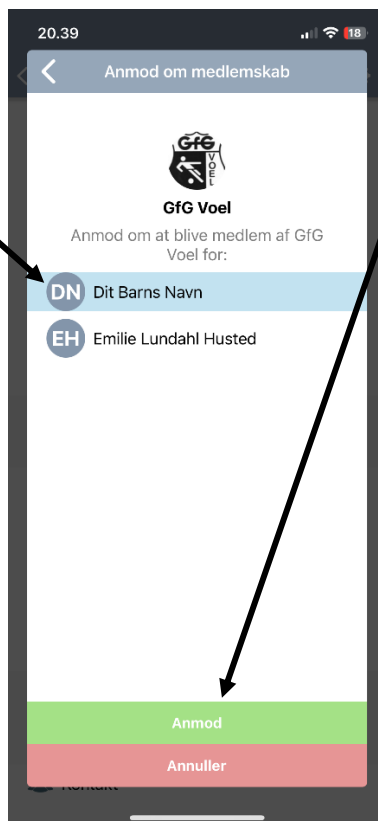 20.39
18
Anmod om medlemskab
GfG
VOEL
GfG Voel
Anmod om at blive medlem af GfG
Voel for:
DN Dit Barns Navn
EH Emilie Lundahl Husted
Anmod
Annuller
Kontakt